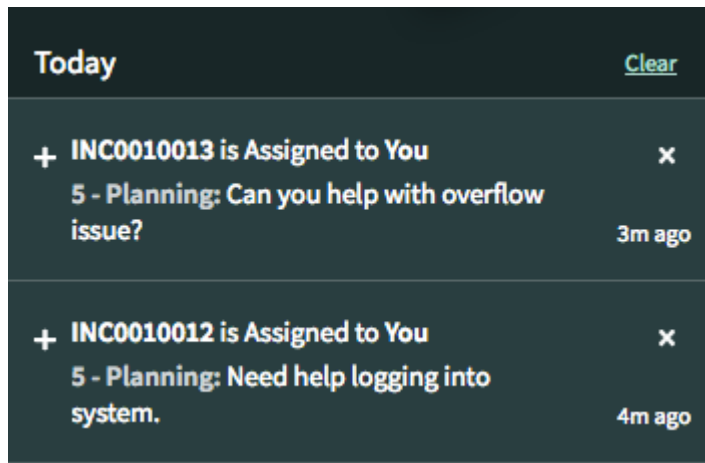 Today
Clear
+ INC0010013 is Assigned to You ×
5 - Planning: Can you help with overflow
issue?
3m ago
+ INC0010012 is Assigned to You ×
5 - Planning: Need help logging into
system.
4m ago